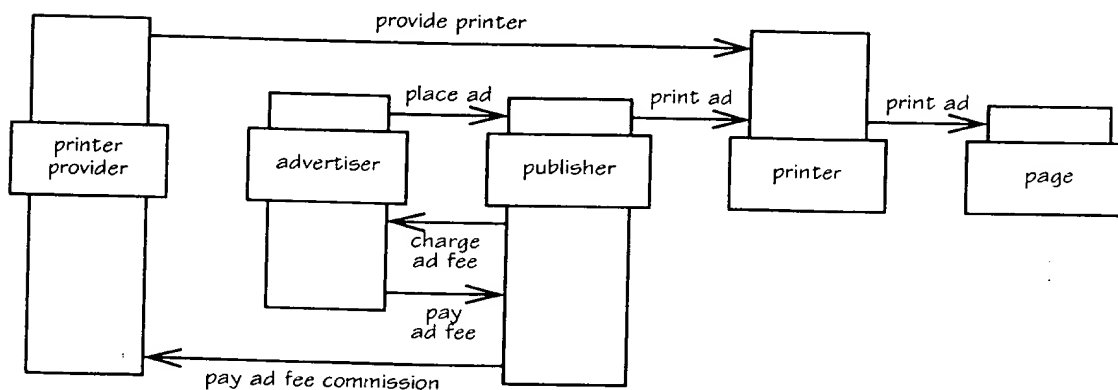 provide printer
place ad
print ad
print ad
printer
provider
advertiser
publisher
printer
page
charge
ad fee
pay
ad fee
pay ad fee commission